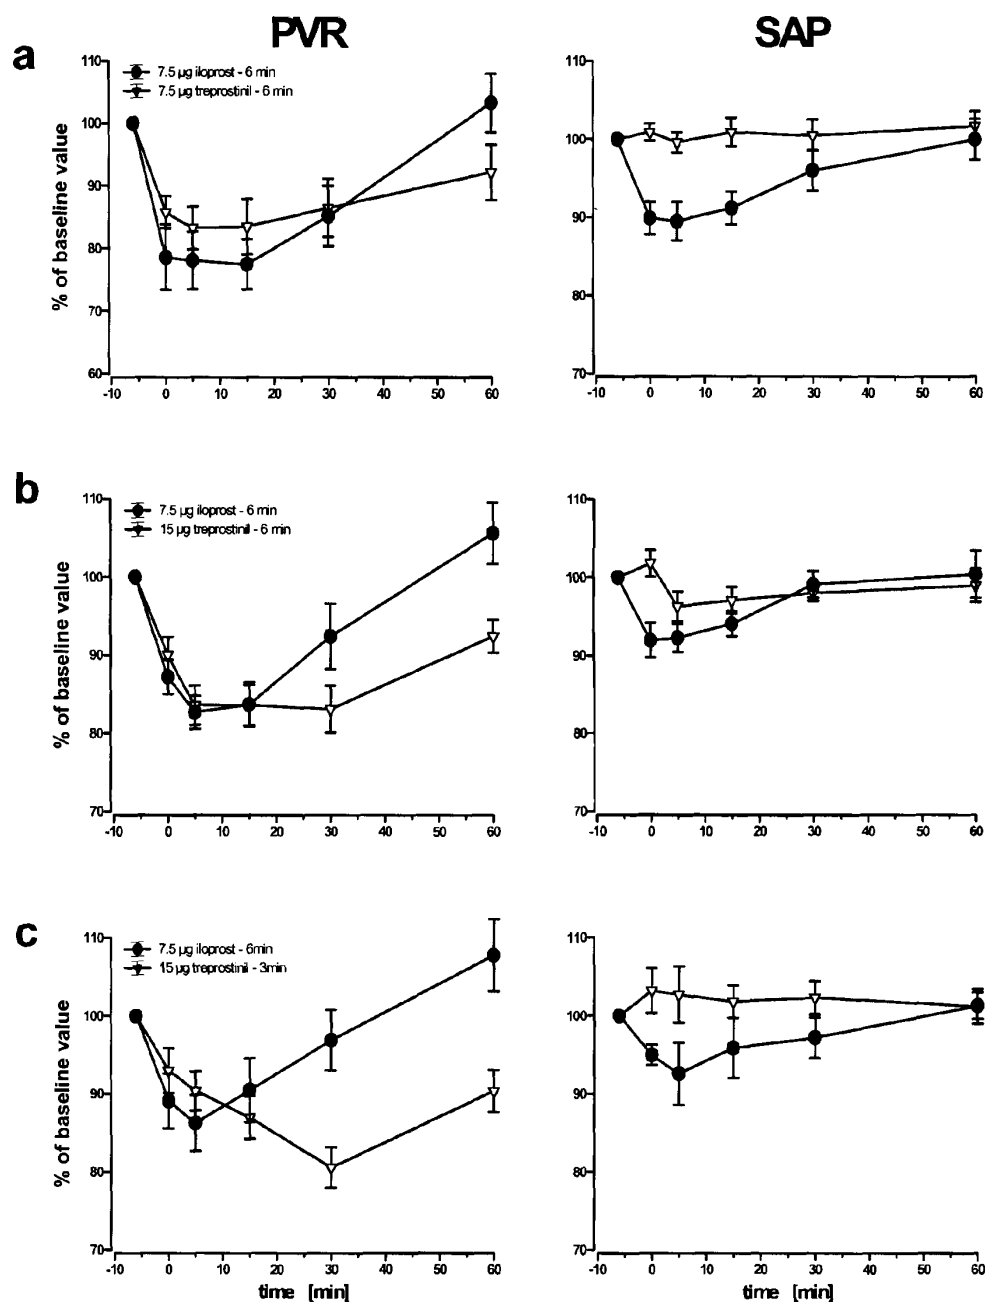 PVR SAP
a
110 110
7.5 µg iloprost - 6 min
7.5 µg treprostinil - 6 min
100 100
90 90
80 80
70
60 70
% of baseline value
-10 0 10 20 30 40 50 60 -10 0 10 20 30 40 50 60
b
110 110
7.5 µg iloprost - 6 min
15 µg treprostinil - 6 min
100 100
90 90
80 80
70 70
% of baseline value
-10 0 10 20 30 40 50 60 -10 0 10 20 30 40 50 60
c
110 110
7.5 µg iloprost - 6min
15 µg treprostinil - 3min
100 100
90 90
80 80
70 70
% of baseline value
-10 0 10 20 30 40 50 60 -10 0 10 20 30 40 50 60
time [min] time [min]